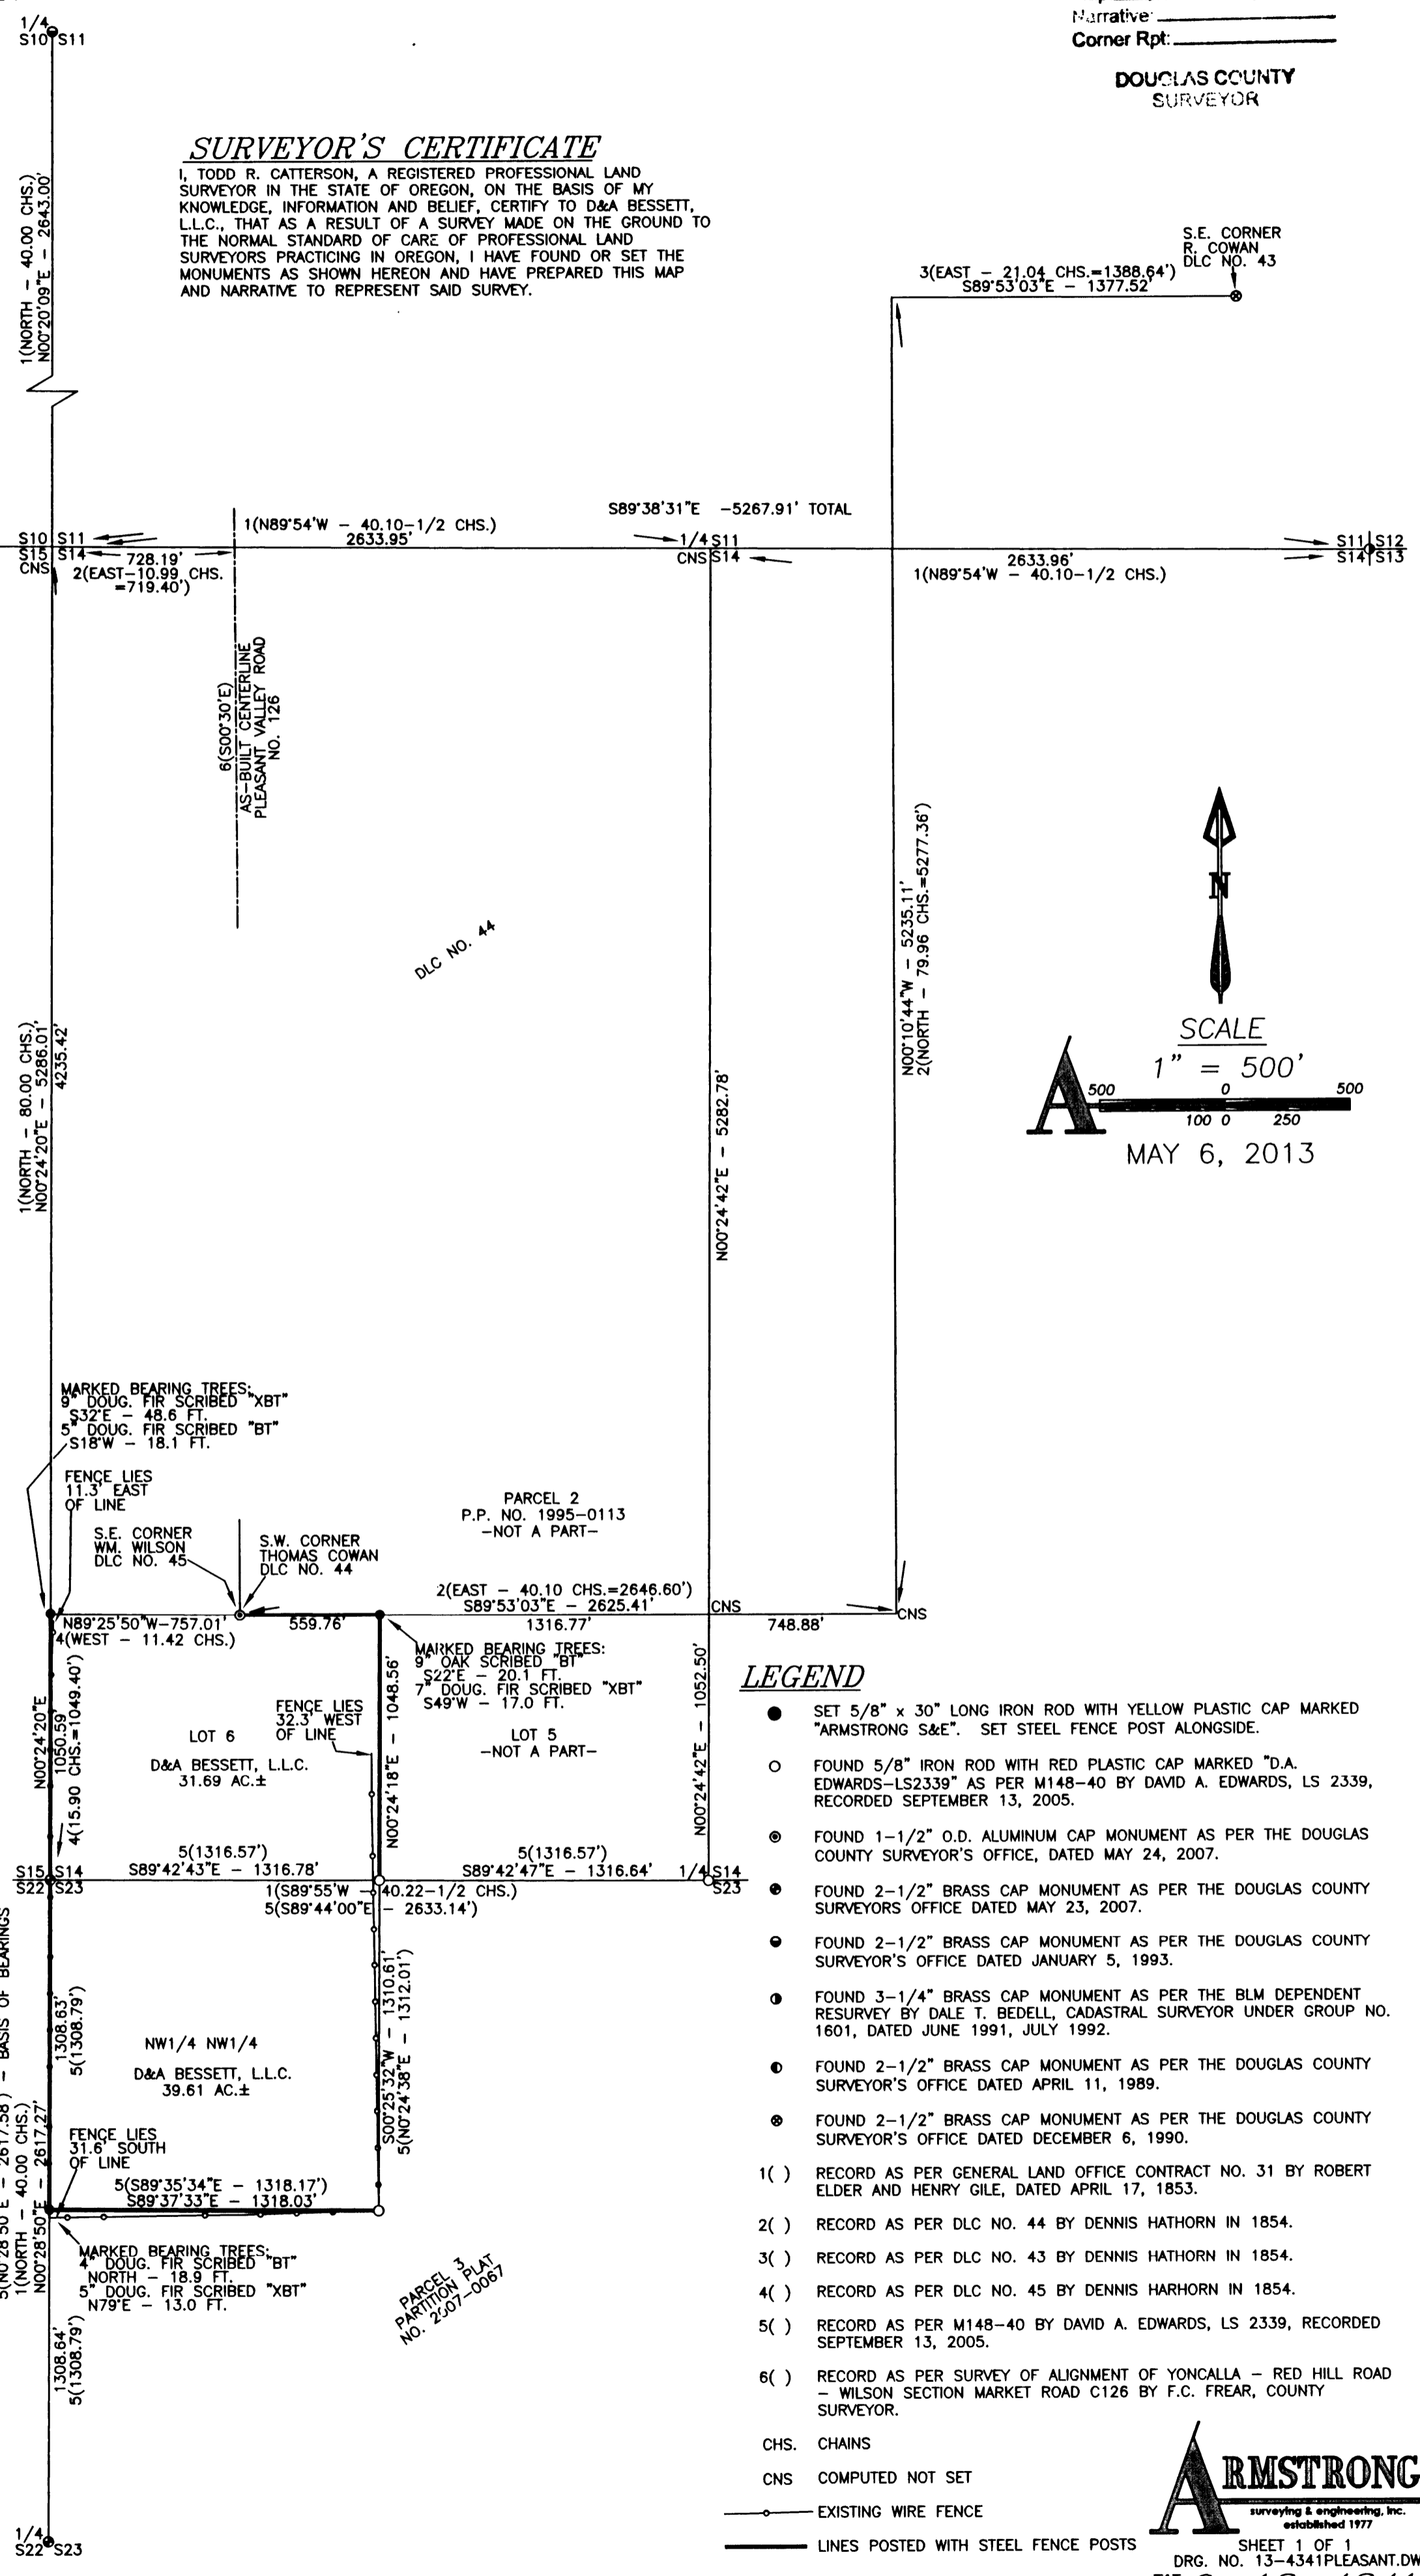 1/4
S10 S11
Narrative:
Corner Rpt:
DOUGLAS COUNTY
SURVEYOR
SURVEYOR'S CERTIFICATE
I, TODD R. CATTERSON, A REGISTERED PROFESSIONAL LAND
SURVEYOR IN THE STATE OF OREGON, ON THE BASIS OF MY
KNOWLEDGE, INFORMATION AND BELIEF, CERTIFY TO D&A BESSETT,
L.L.C., THAT AS A RESULT OF A SURVEY MADE ON THE GROUND TO
THE NORMAL STANDARD OF CARE OF PROFESSIONAL LAND
SURVEYORS PRACTICING IN OREGON, I HAVE FOUND OR SET THE
MONUMENTS AS SHOWN HEREON AND HAVE PREPARED THIS MAP
AND NARRATIVE TO REPRESENT SAID SURVEY.
1(NORTH - 40.00 CHS.)
N00°20'09"E - 2643.00'
S.E. CORNER
R. COWAN
DLC NO. 43
3(EAST - 21.04 CHS.=1388.64')
S89°53'03"E - 1377.52'
S89°38'31"E -5267.91' TOTAL
1(N89°54'W - 40.10-1/2 CHS.)
2633.95'
S10 S11
S15 S14
CNS
728.19'
2(EAST-10.99 CHS.
=719.40')
1/4 S11
CNS S14
2633.96'
1(N89°54'W - 40.10-1/2 CHS.)
S11 S12
S14 S13
6(S00°30'E)
AS-BUILT CENTERLINE
PLEASANT VALLEY ROAD
NO. 126
DLC NO. 44
N00°10'44"W - 5235.11'
2(NORTH - 79.96 CHS.=5277.36')
N
SCALE
1" = 500'
500 0 500
100 0 250
MAY 6, 2013
1(NORTH - 80.00 CHS.)
N00°24'20"E - 5286.01'
4235.42'
N00°24'42"E - 5282.78'
MARKED BEARING TREES:
9" DOUG. FIR SCRIBED "XBT"
S32°E - 48.6 FT.
5" DOUG. FIR SCRIBED "BT"
S18°W - 18.1 FT.
FENCE LIES
11.3' EAST
OF LINE
S.E. CORNER
WM. WILSON
DLC NO. 45
S.W. CORNER
THOMAS COWAN
DLC NO. 44
PARCEL 2
P.P. NO. 1995-0113
-NOT A PART-
2(EAST - 40.10 CHS.=2646.60')
S89°53'03"E - 2625.41'
CNS
CNS
N89°25'50"W-757.01'
4(WEST - 11.42 CHS.)
559.76'
1316.77'
748.88'
MARKED BEARING TREES:
9" OAK SCRIBED "BT"
S22°E - 20.1 FT.
7" DOUG. FIR SCRIBED "XBT"
S49°W - 17.0 FT.
N00°24'20"E
1050.59'
4(15.90 CHS.=1049.40')
FENCE LIES
32.3' WEST
OF LINE
LOT 6
D&A BESSETT, L.L.C.
31.69 AC.±
N00°24'18"E - 1048.56'
LOT 5
-NOT A PART-
N00°24'42"E - 1052.50'
5(1316.57')
S89°42'43"E - 1316.78'
5(1316.57')
S89°42'47"E - 1316.64'
S15 S14
S22 S23
1/4 S14
S23
1(S89°55'W - 40.22-1/2 CHS.)
5(S89°44'00"E - 2633.14')
5(N0°28'50"E - 2617.58') - BASIS OF BEARINGS
1(NORTH - 40.00 CHS.)
N00°28'50"E - 2617.27'
1308.63'
5(1308.79')
NW1/4 NW1/4
D&A BESSETT, L.L.C.
39.61 AC.±
S00°25'32"W - 1310.61'
5(N0°24'38"E - 1312.01')
FENCE LIES
31.6' SOUTH
OF LINE
5(S89°35'34"E - 1318.17')
S89°37'33"E - 1318.03'
MARKED BEARING TREES:
4" DOUG. FIR SCRIBED "BT"
NORTH - 18.9 FT.
5" DOUG. FIR SCRIBED "XBT"
N79°E - 13.0 FT.
PARCEL 3
PARTITION PLAT
NO. 2007-0067
1308.64'
5(1308.79')
1/4
S22 S23
LEGEND
SET 5/8" x 30" LONG IRON ROD WITH YELLOW PLASTIC CAP MARKED
"ARMSTRONG S&E". SET STEEL FENCE POST ALONGSIDE.
FOUND 5/8" IRON ROD WITH RED PLASTIC CAP MARKED "D.A.
EDWARDS-LS2339" AS PER M148-40 BY DAVID A. EDWARDS, LS 2339,
RECORDED SEPTEMBER 13, 2005.
FOUND 1-1/2" O.D. ALUMINUM CAP MONUMENT AS PER THE DOUGLAS
COUNTY SURVEYOR'S OFFICE, DATED MAY 24, 2007.
FOUND 2-1/2" BRASS CAP MONUMENT AS PER THE DOUGLAS COUNTY
SURVEYORS OFFICE DATED MAY 23, 2007.
FOUND 2-1/2" BRASS CAP MONUMENT AS PER THE DOUGLAS COUNTY
SURVEYOR'S OFFICE DATED JANUARY 5, 1993.
FOUND 3-1/4" BRASS CAP MONUMENT AS PER THE BLM DEPENDENT
RESURVEY BY DALE T. BEDELL, CADASTRAL SURVEYOR UNDER GROUP NO.
1601, DATED JUNE 1991, JULY 1992.
FOUND 2-1/2" BRASS CAP MONUMENT AS PER THE DOUGLAS COUNTY
SURVEYOR'S OFFICE DATED APRIL 11, 1989.
FOUND 2-1/2" BRASS CAP MONUMENT AS PER THE DOUGLAS COUNTY
SURVEYOR'S OFFICE DATED DECEMBER 6, 1990.
1( ) RECORD AS PER GENERAL LAND OFFICE CONTRACT NO. 31 BY ROBERT
ELDER AND HENRY GILE, DATED APRIL 17, 1853.
2( ) RECORD AS PER DLC NO. 44 BY DENNIS HATHORN IN 1854.
3( ) RECORD AS PER DLC NO. 43 BY DENNIS HATHORN IN 1854.
4( ) RECORD AS PER DLC NO. 45 BY DENNIS HARHORN IN 1854.
5( ) RECORD AS PER M148-40 BY DAVID A. EDWARDS, LS 2339, RECORDED
SEPTEMBER 13, 2005.
6( ) RECORD AS PER SURVEY OF ALIGNMENT OF YONCALLA - RED HILL ROAD
- WILSON SECTION MARKET ROAD C126 BY F.C. FREAR, COUNTY
SURVEYOR.
CHS. CHAINS
CNS COMPUTED NOT SET
EXISTING WIRE FENCE
LINES POSTED WITH STEEL FENCE POSTS
ARMSTRONG
surveying & engineering, inc.
established 1977
SHEET 1 OF 1
DRG. NO. 13-4341PLEASANT.DW